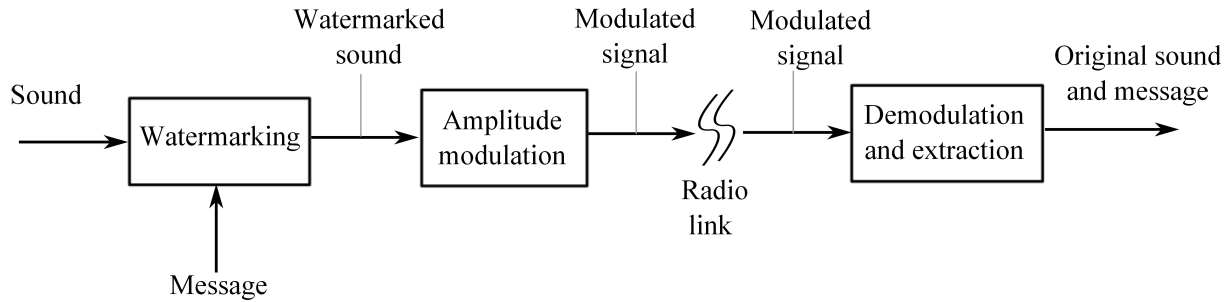 Sound
Watermarking
Message
Watermarked
sound
Amplitude
modulation
Modulated
signal
Radio
link
Modulated
signal
Demodulation
and extraction
Original sound
and message